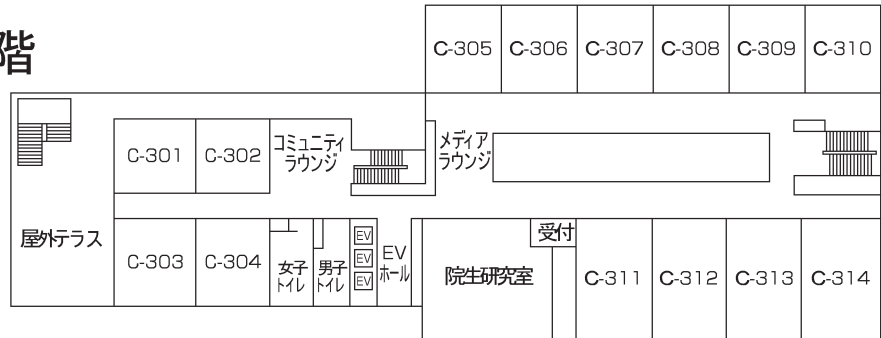 階
C-305
C-306
C-307
C-308
C-309
C-310
C-301
C-302
コミュニティ
ラウンジ
メディア
ラウンジ
屋外テラス
C-303
C-304
女子
トイレ
男子
トイレ
EV
EV
EV
EV
ホール
院生研究室
受付
C-311
C-312
C-313
C-314